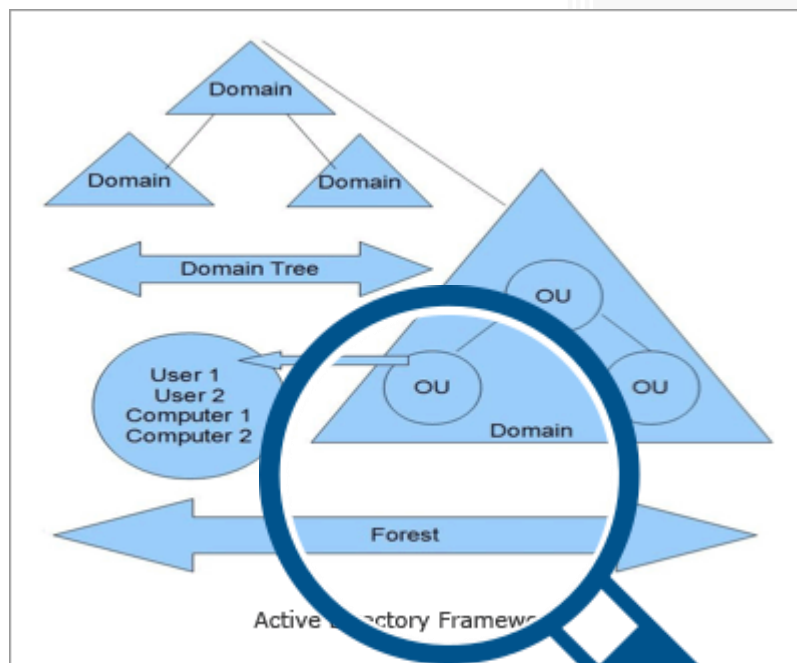 Domain
Domain
Domain
Domain Tree
OU
OU
OU
Domain
User 1
User 2
Computer 1
Computer 2
Forest
Active